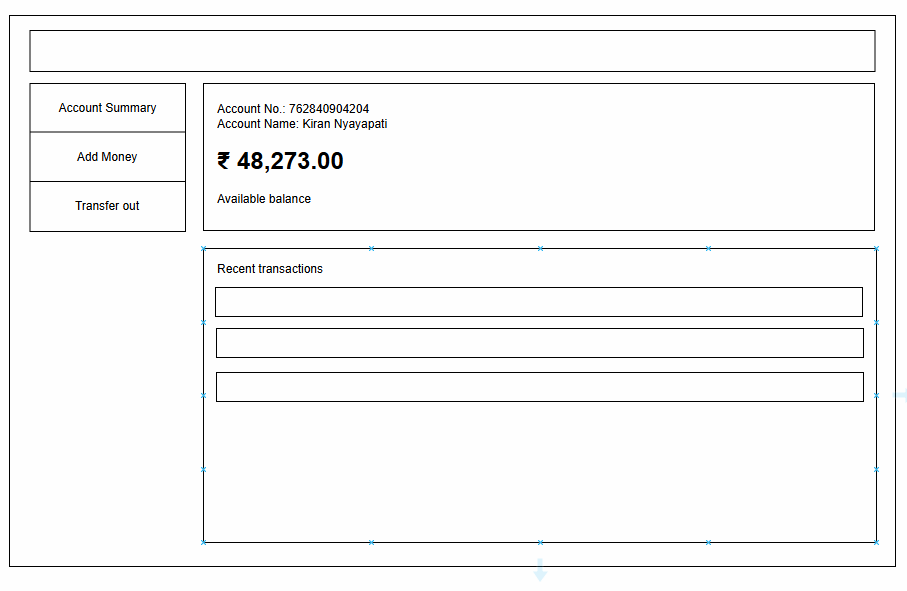 Account Summary
Add Money
Transfer out
Account No.: 762840904204
Account Name: Kiran Nyayapati
₹ 48,273.00
Available balance
Recent transactions